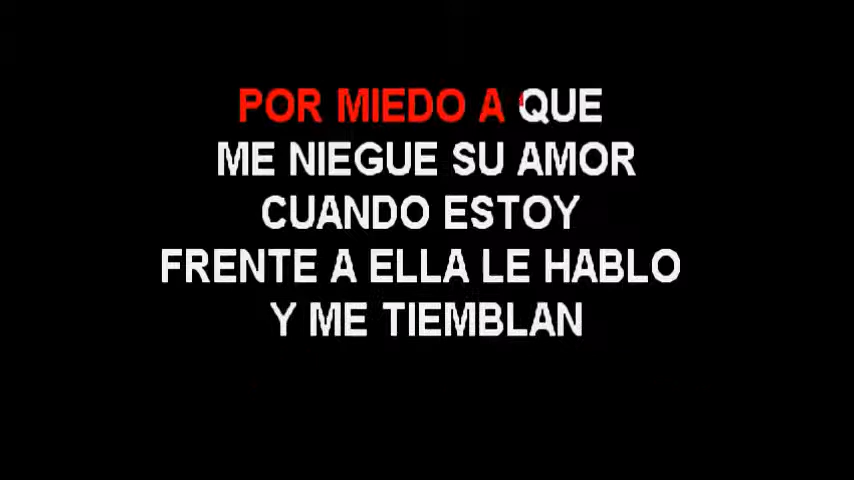 POR MIEDO A QUE
ME NIEGUE SU AMOR
CUANDO ESTOY
FRENTE A ELLA LE HABLO
Y ME TIEMBLAN